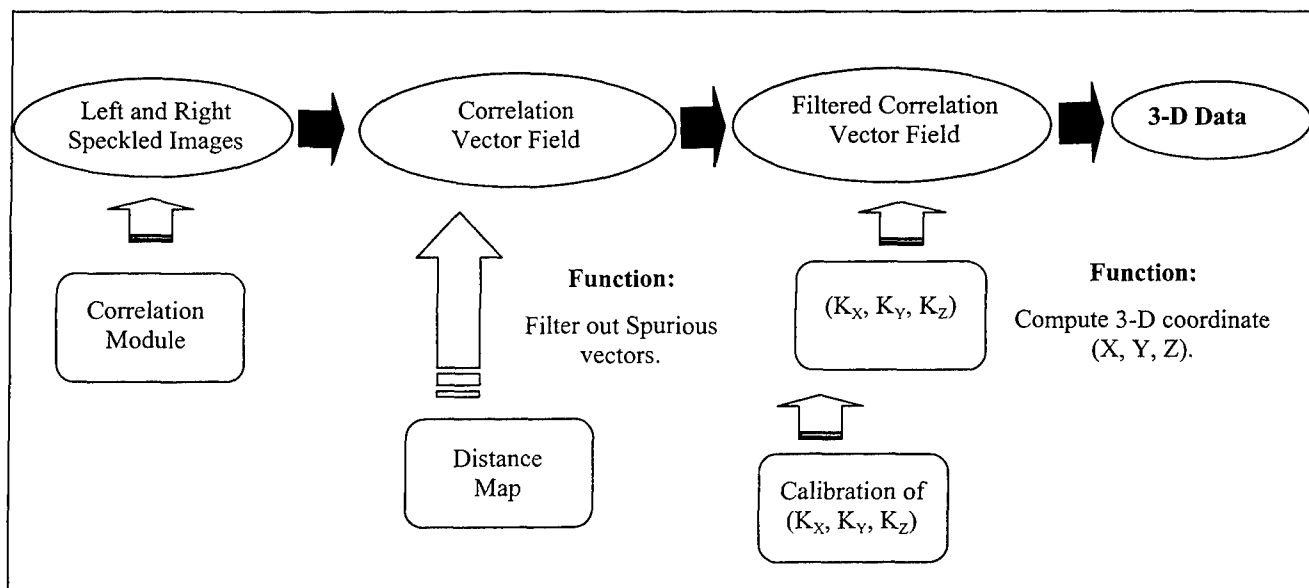 Left and Right
Speckled Images
Correlation
Vector Field
Filtered Correlation
Vector Field
3-D Data
Correlation
Module
Function:
Filter out Spurious
vectors.
Distance
Map
(K_X, K_Y, K_Z)
Function:
Compute 3-D coordinate
(X, Y, Z).
Calibration of
(K_X, K_Y, K_Z)